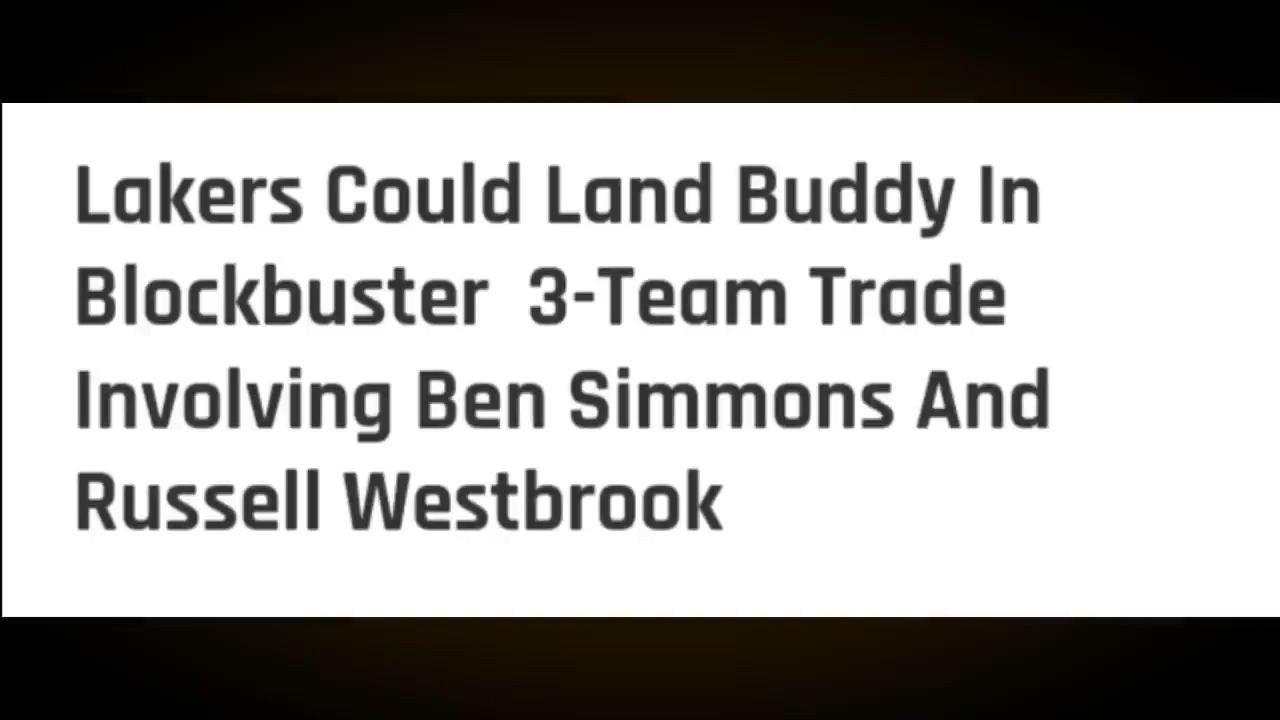 Lakers Could Land Buddy In
Blockbuster  3-Team Trade
Involving Ben Simmons And
Russell Westbrook